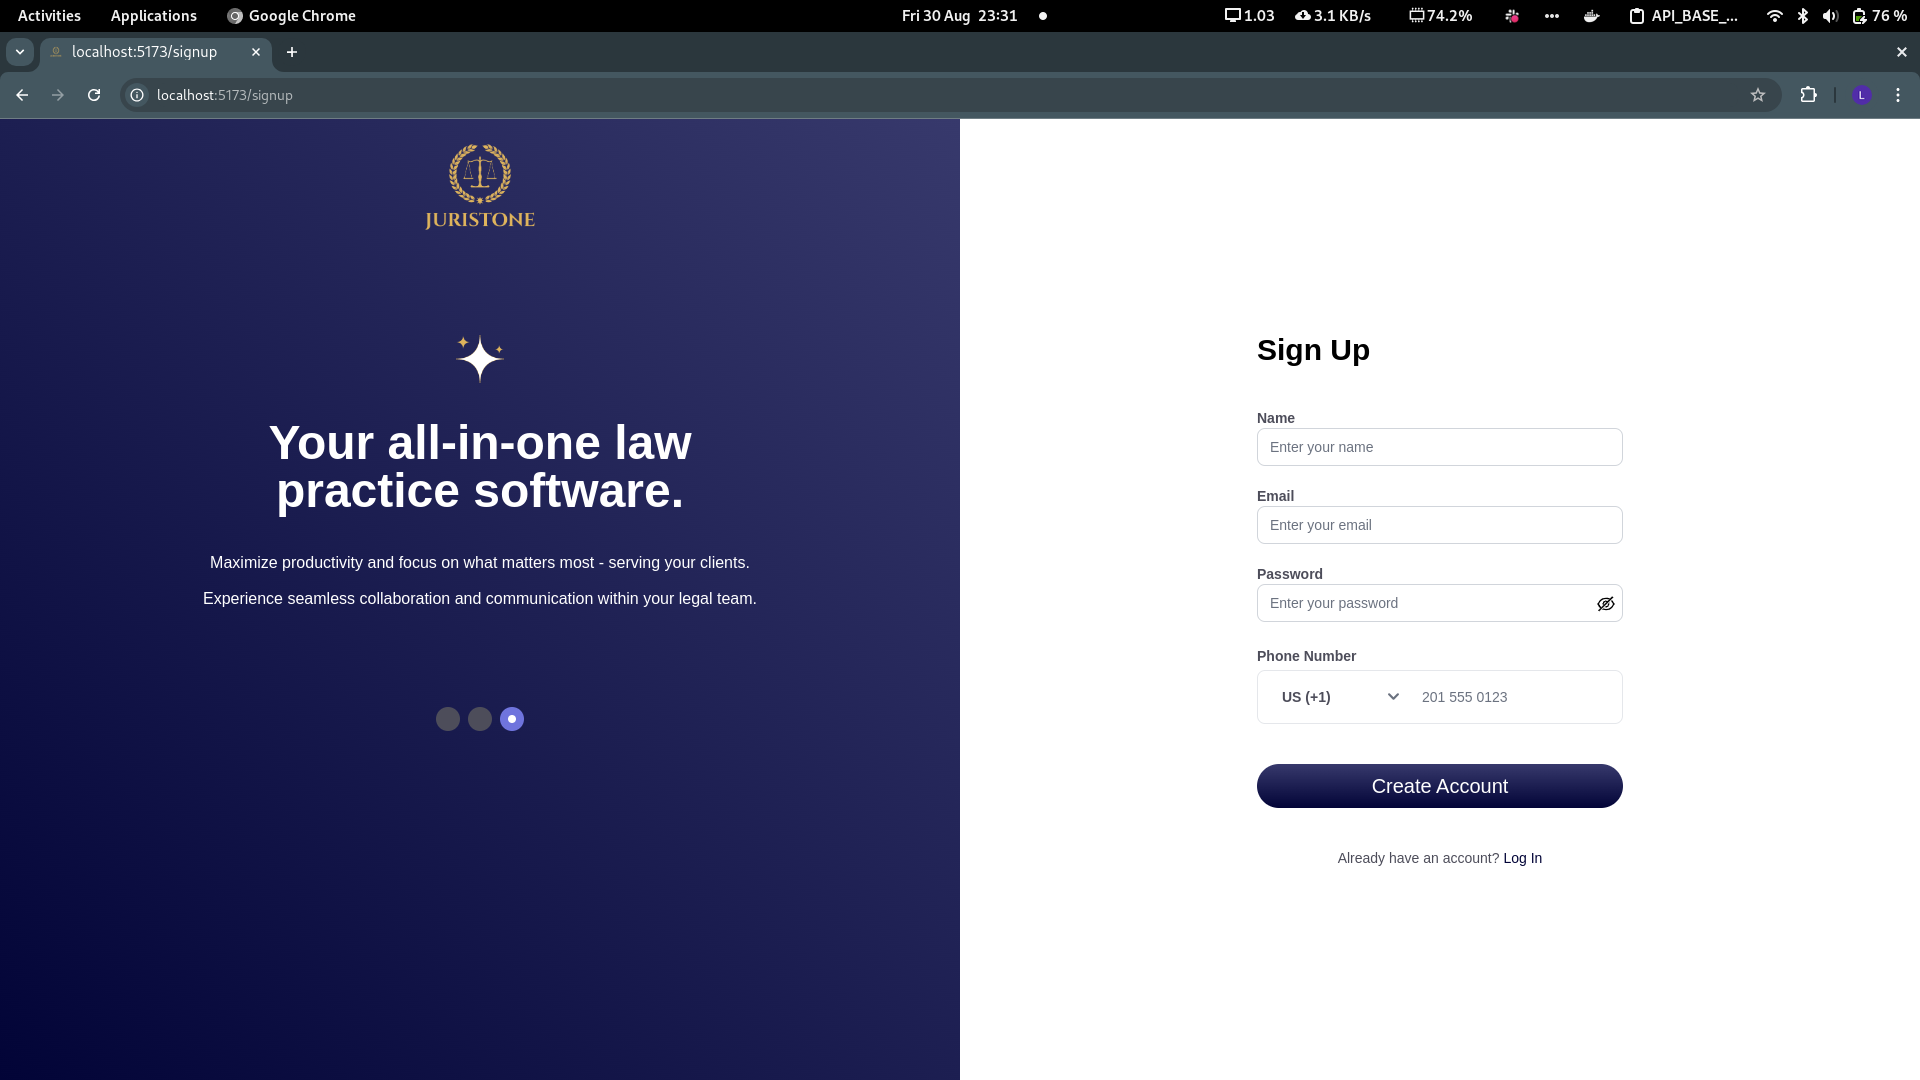 Activities Applications Google Chrome Fri 30 Aug 23:31 1.03 3.1 KB/s 74.2% API_BASE_... 76 %
localhost:5173/signup
localhost:5173/signup
L
JURISTONE
Your all-in-one law
practice software.
Maximize productivity and focus on what matters most - serving your clients.
Experience seamless collaboration and communication within your legal team.
Sign Up
Name
Enter your name
Email
Enter your email
Password
Enter your password
Phone Number
US (+1) 201 555 0123
Create Account
Already have an account? Log In